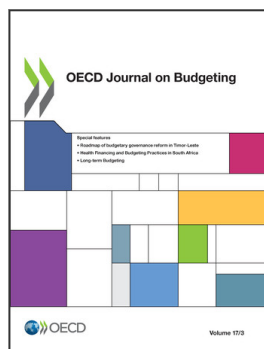 OECD Journal on Budgeting
Special features
• Roadmap of budgetary governance reform in Timor-Leste
• Health Financing and Budgeting Practices in South Africa
• Long-term Budgeting
OECD
Volume 17/3